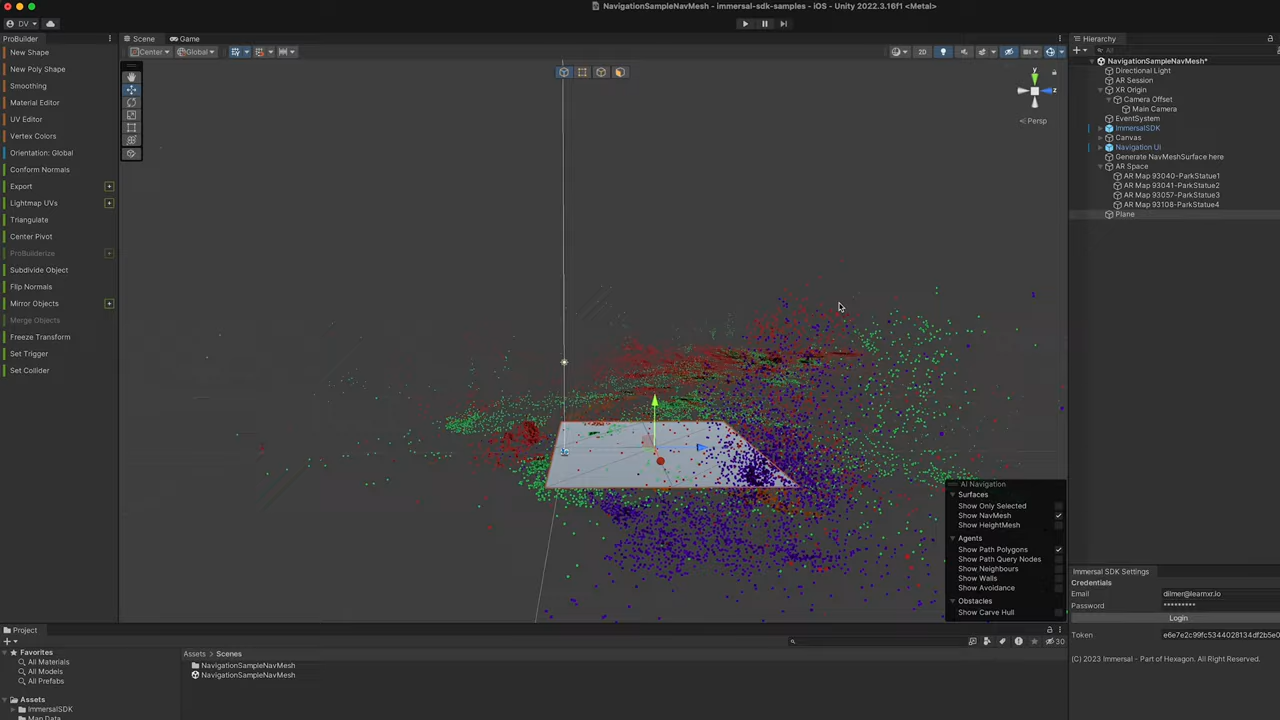 NavigationSampleNavMesh - immersal-sdk-samples - iOS - Unity 2022.3.16f1 <Metal>
DV
ProBuilder
New Shape
New Poly Shape
Smoothing
Material Editor
UV Editor
Vertex Colors
Orientation: Global
Conform Normals
Export
Lightmap UVs
Triangulate
Center Pivot
ProBuilderize
Subdivide Object
Flip Normals
Mirror Objects
Merge Objects
Freeze Transform
Set Trigger
Set Collider
Scene
Game
Center
Global
2D
y
z
Persp
AI Navigation
Surfaces
Show Only Selected
Show NavMesh
Show HeightMesh
Agents
Show Path Polygons
Show Path Query Nodes
Show Neighbours
Show Walls
Show Avoidance
Obstacles
Show Carve Hull
Hierarchy
All
NavigationSampleNavMesh*
Directional Light
AR Session
XR Origin
Camera Offset
Main Camera
EventSystem
ImmersalSDK
Canvas
Navigation UI
Generate NavMeshSurface here
AR Space
AR Map 93040-ParkStatue1
AR Map 93041-ParkStatue2
AR Map 93057-ParkStatue3
AR Map 93108-ParkStatue4
Plane
Immersal SDK Settings
Credentials
Email dilmer@learnxr.io
Password *********
Login
Token
(C) 2023 Immersal - Part of Hexagon. All Right Reserved.
Project
30
Favorites
All Materials
All Models
All Prefabs
Assets
ImmersalSDK
Map Data
Assets > Scenes
NavigationSampleNavMesh
NavigationSampleNavMesh